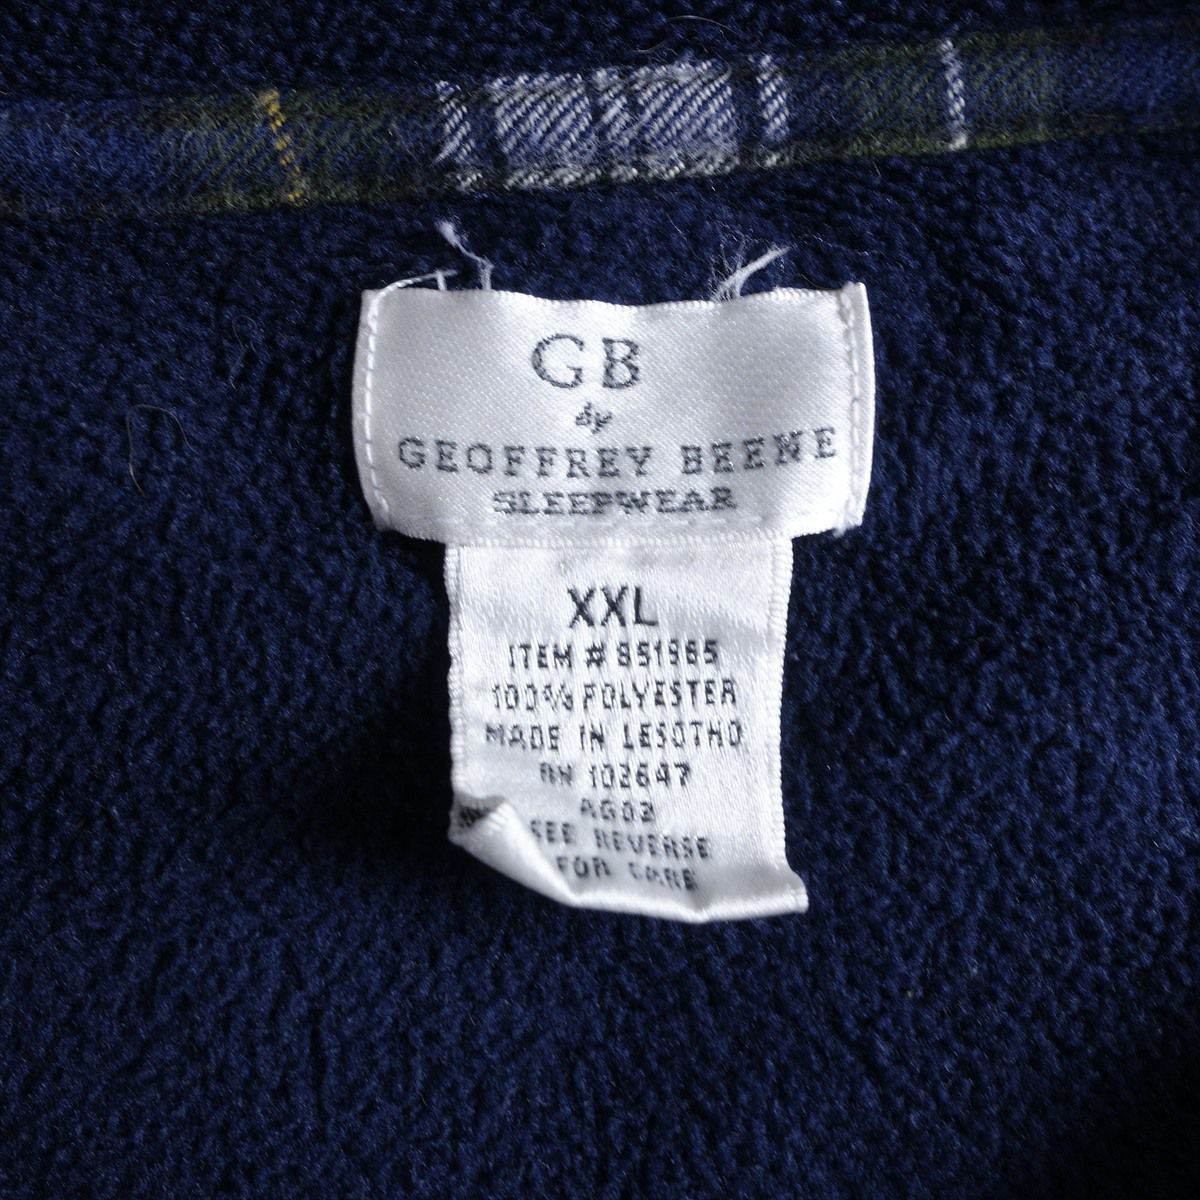 GB
by
GEOFFREY BEENE
SLEEPWEAR
XXL
ITEM # 851565
100% POLYESTER
MADE IN LESOTHO
RN 102647
AG03
SEE REVERSE
FOR CARE